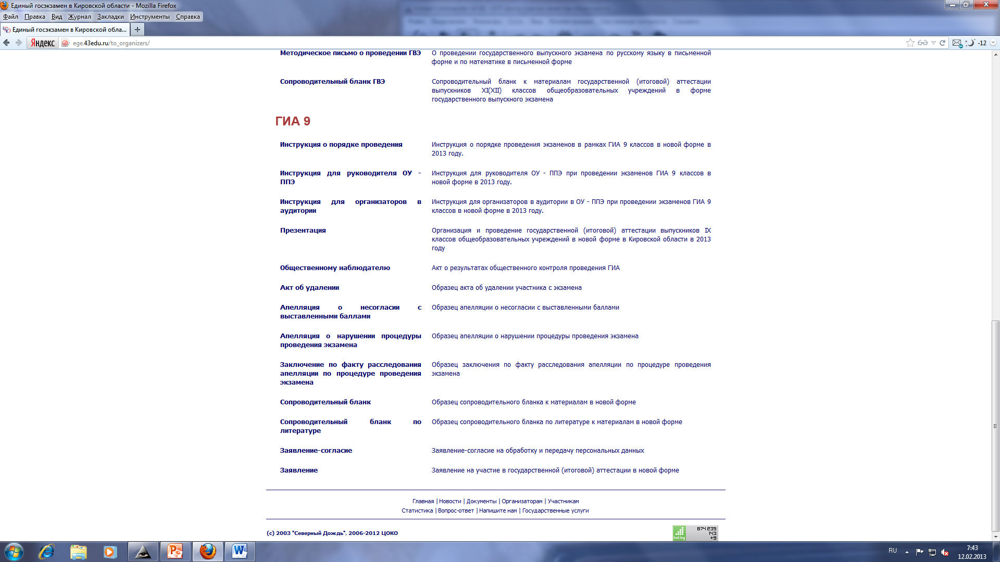 Единый госэкзамен в Кировской области - Mozilla Firefox
Файл Правка Вид Журнал Закладки Инструменты Справка
Единый госэкзамен в Кировской обла...
Яндекс ege.43edu.ru/to_organizers/ -12
Методическое письмо о проведении ГВЭ
О проведении государственного выпускного экзамена по русскому языку в письменной
форме и по математике в письменной форме
Сопроводительный бланк ГВЭ
Сопроводительный бланк к материалам государственной (итоговой) аттестации
выпускников XI(XII) классов общеобразовательных учреждений в форме
государственного выпускного экзамена
ГИА 9
Инструкция о порядке проведения
Инструкция о порядке проведения экзаменов в рамках ГИА 9 классов в новой форме в
2013 году.
Инструкция для руководителя ОУ -
ППЭ
Инструкция для руководителя ОУ - ППЭ при проведении экзаменов ГИА 9 классов в
новой форме в 2013 году.
Инструкция для организаторов в
аудитории
Инструкция для организаторов в аудитории в ОУ - ППЭ при проведении экзаменов ГИА 9
классов в новой форме в 2013 году.
Презентация
Организация и проведение государственной (итоговой) аттестации выпускников IX
классов общеобразовательных учреждений в новой форме в Кировской области в 2013
году
Общественному наблюдателю
Акт о результатах общественного контроля проведения ГИА
Акт об удалении
Образец акта об удалении участника с экзамена
Апелляция о несогласии с
выставленными баллами
Образец апелляции о несогласии с выставленными баллами
Апелляция о нарушении процедуры
проведения экзамена
Образец апелляции о нарушении процедуры проведения экзамена
Заключение по факту расследования
апелляции по процедуре проведения
экзамена
Образец заключения по факту расследования апелляции по процедуре проведения
экзамена
Сопроводительный бланк
Образец сопроводительного бланка к материалам в новой форме
Сопроводительный бланк по
литературе
Образец сопроводительного бланка по литературе к материалам в новой форме
Заявление-согласие
Заявление-согласие на обработку и передачу персональных данных
Заявление
Заявление на участие в государственной (итоговой) аттестации в новой форме
Главная | Новости | Документы | Организаторам | Участникам
Статистика | Вопрос-ответ | Напишите нам | Государственные услуги
(c) 2003 "Северный Дождь", 2006-2012 ЦОКО
hotlog
674235
143
+9
RU
7:43
12.02.2013